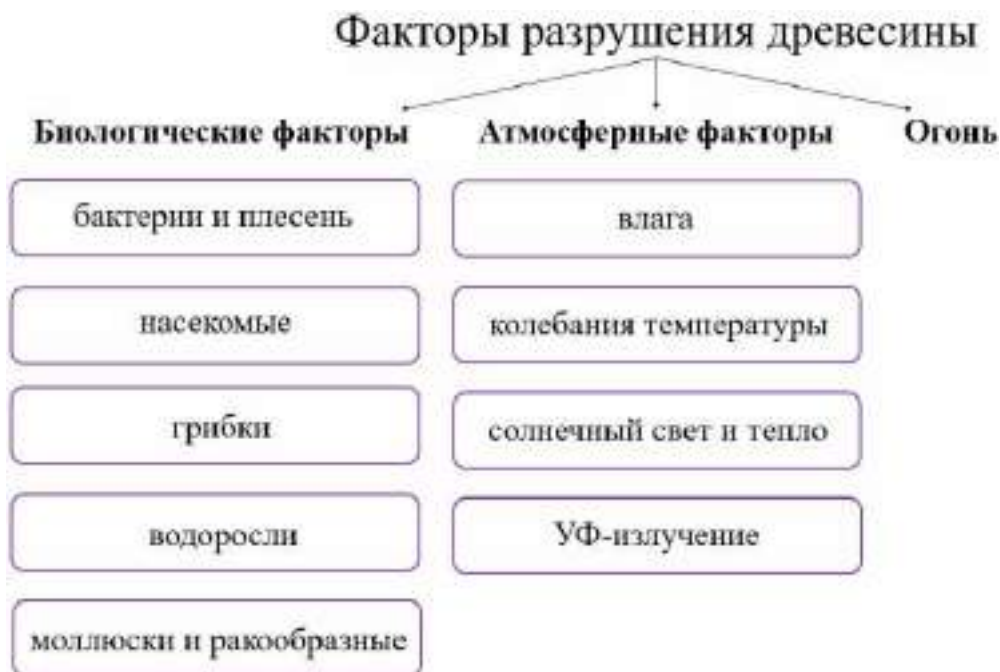 Факторы разрушения древесины
Биологические факторы
бактерии и плесень
насекомые
грибки
водоросли
моллюски и ракообразные
Атмосферные факторы
влага
колебания температуры
солнечный свет и тепло
УФ-излучение
Огонь